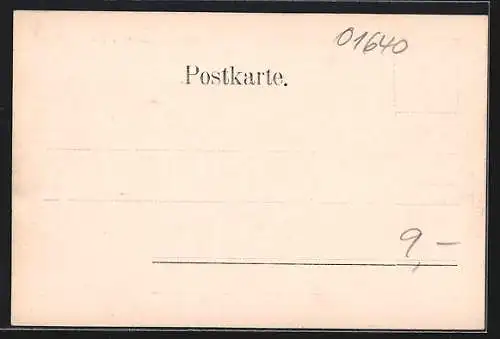 01640
Postkarte.
9,-